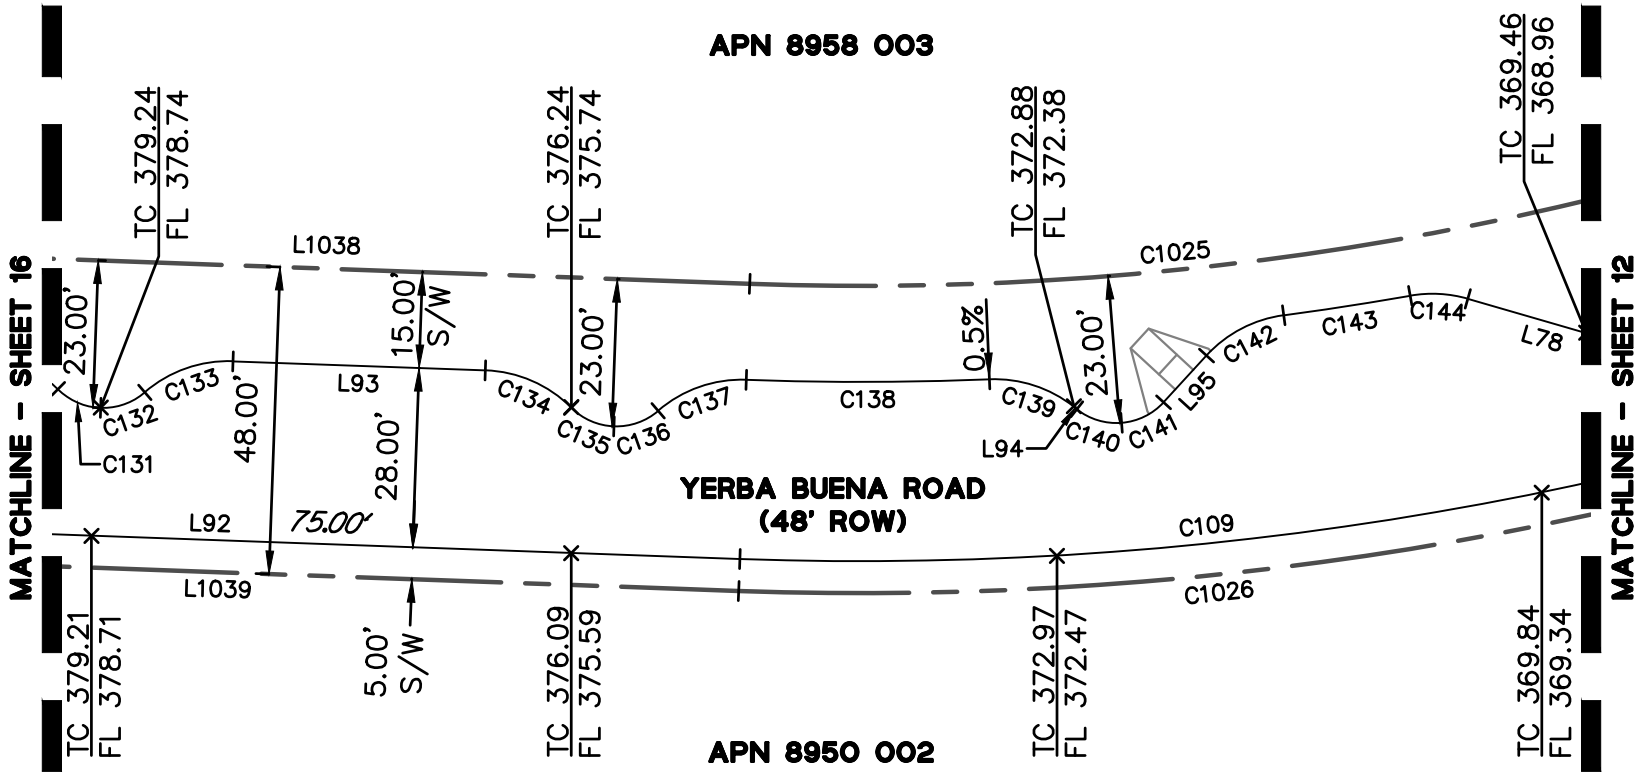 APN 8958 003
TC 379.24
FL 378.74
TC 376.24
FL 375.74
TC 372.88
FL 372.38
TC 369.46
FL 368.96
MATCHLINE - SHEET 16
MATCHLINE - SHEET 12
L1038
C1025
23.00'
48.00'
15.00'
S/W
23.00'
0.5%
23.00'
C131
C132
C133
L93
C134
C135
C136
C137
C138
C139
L94
C140
C141
L95
C142
C143
C144
L78
28.00'
YERBA BUENA ROAD
(48' ROW)
L92
75.00'
C109
L1039
C1026
5.00'
S/W
TC 379.21
FL 378.71
TC 376.09
FL 375.59
TC 372.97
FL 372.47
TC 369.84
FL 369.34
APN 8950 002